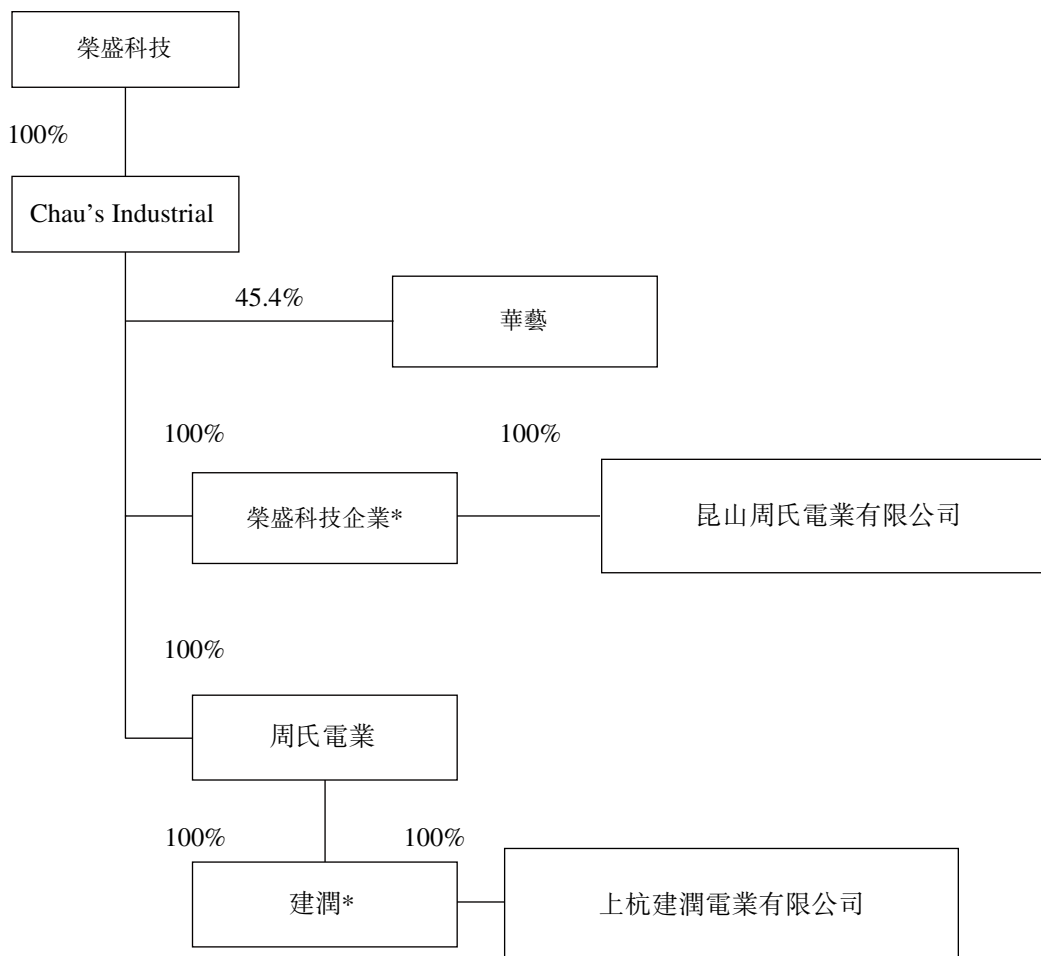 榮盛科技
100%
Chau's Industrial
45.4%
華藝
100%
100%
榮盛科技企業*
昆山周氏電業有限公司
100%
周氏電業
100%
100%
建潤*
上杭建潤電業有限公司